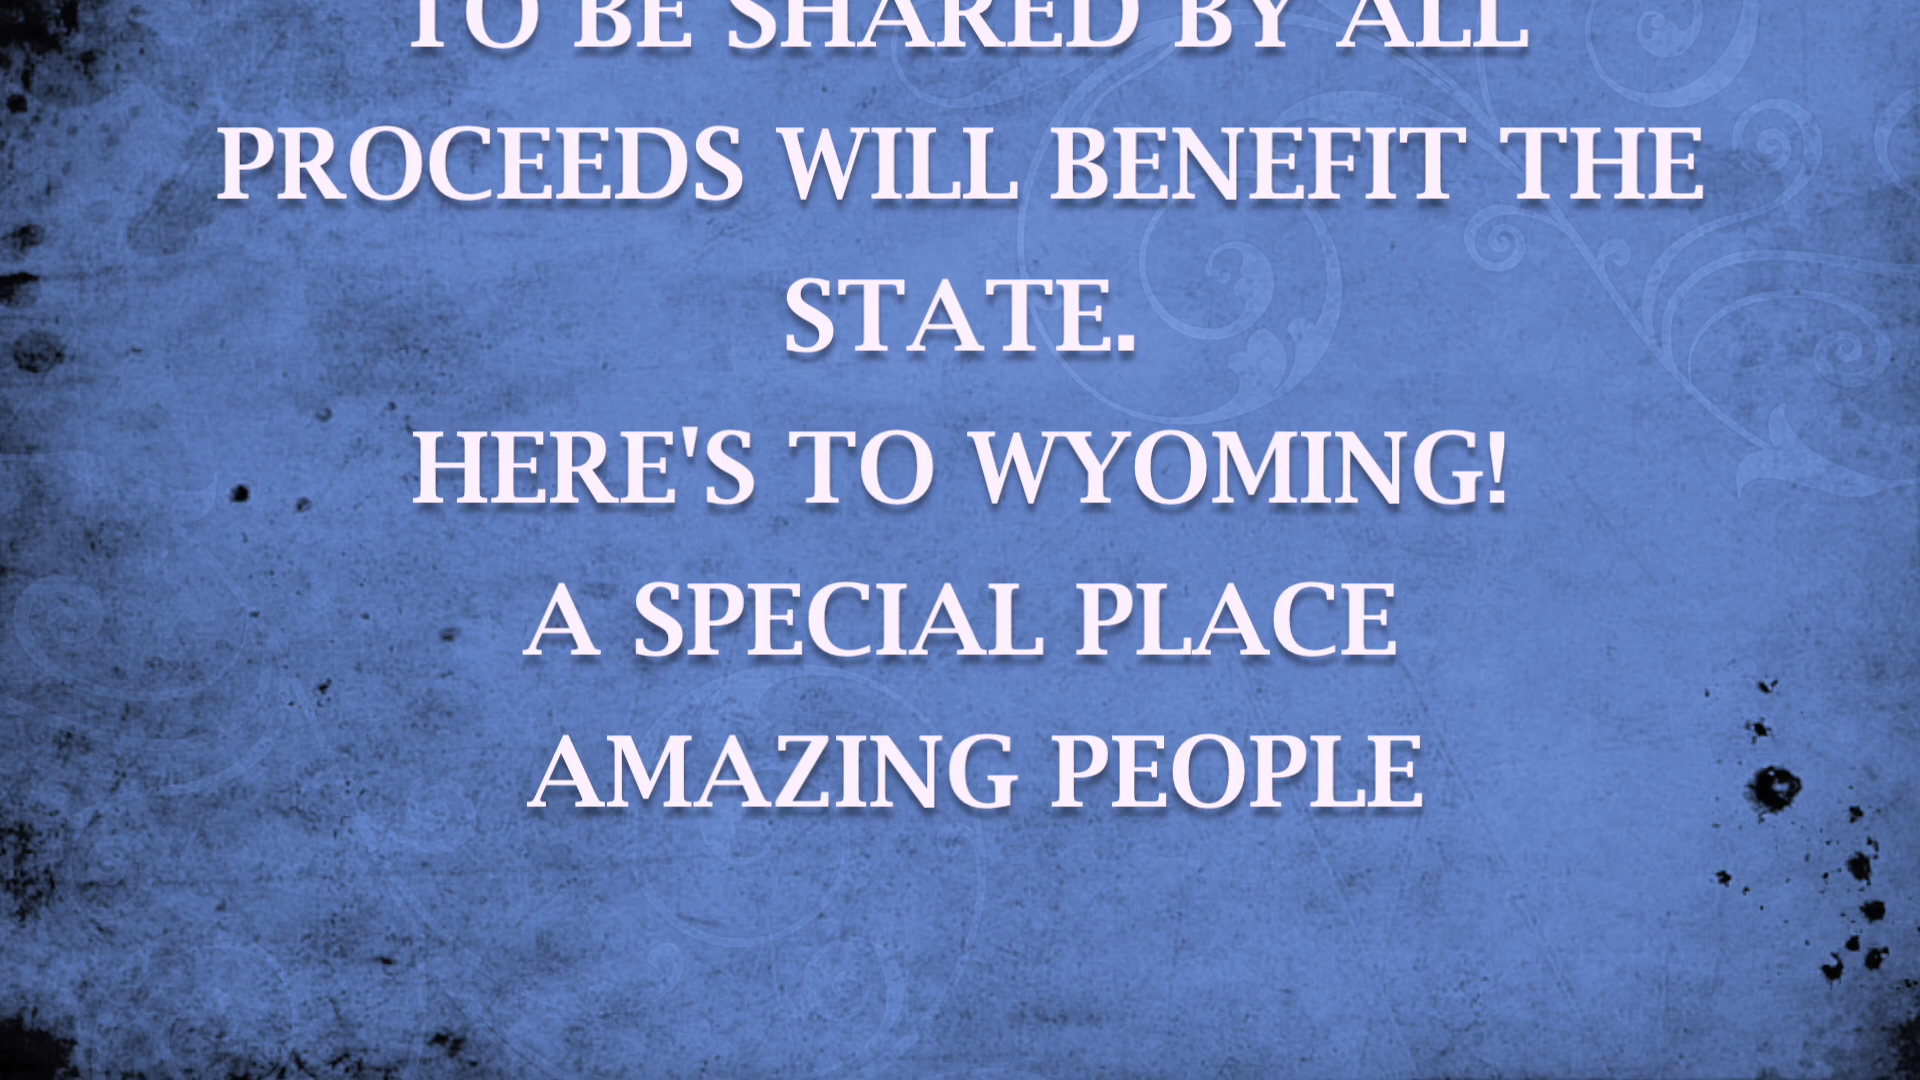 TO BE SHARED BY ALL
PROCEEDS WILL BENEFIT THE
STATE.
HERE'S TO WYOMING!
A SPECIAL PLACE
AMAZING PEOPLE